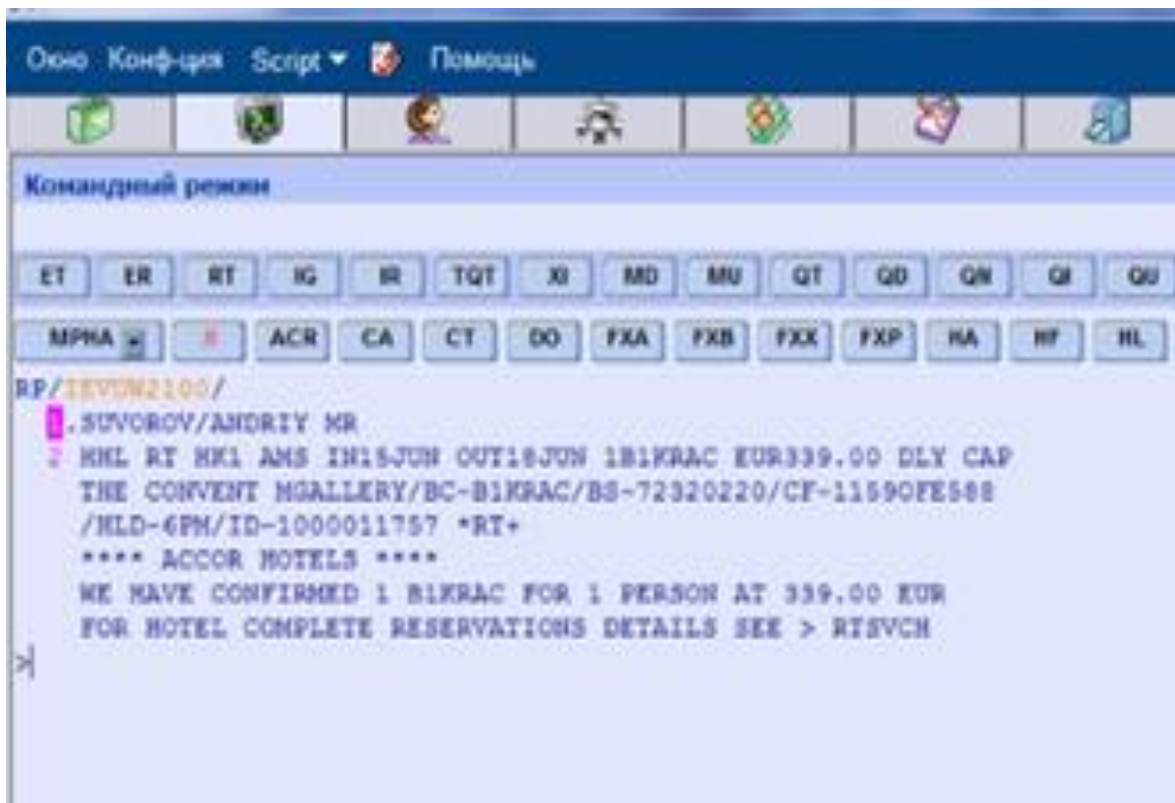 Окно Конф-ция Script Помощь
Командный режим
ET ER RT IG IR TQT XI MD MU QT QD QN QI QU
MPHA ACR CA CT DO FXA FXB FXX FXP HA HF HL
RP/IEVUN2100/
1.SUVOROV/ANDRIY MR
2 HHL RT HK1 AMS IN15JUN OUT18JUN 1B1KRAC EUR339.00 DLY CAP
THE CONVENT MGALLERY/BC-B1KRAC/BS-72320220/CF-11590FE588
/HLD-6PM/ID-1000011757 *RT+
**** ACCOR HOTELS ****
WE HAVE CONFIRMED 1 B1KRAC FOR 1 PERSON AT 339.00 EUR
FOR HOTEL COMPLETE RESERVATIONS DETAILS SEE > RTSVCH
>